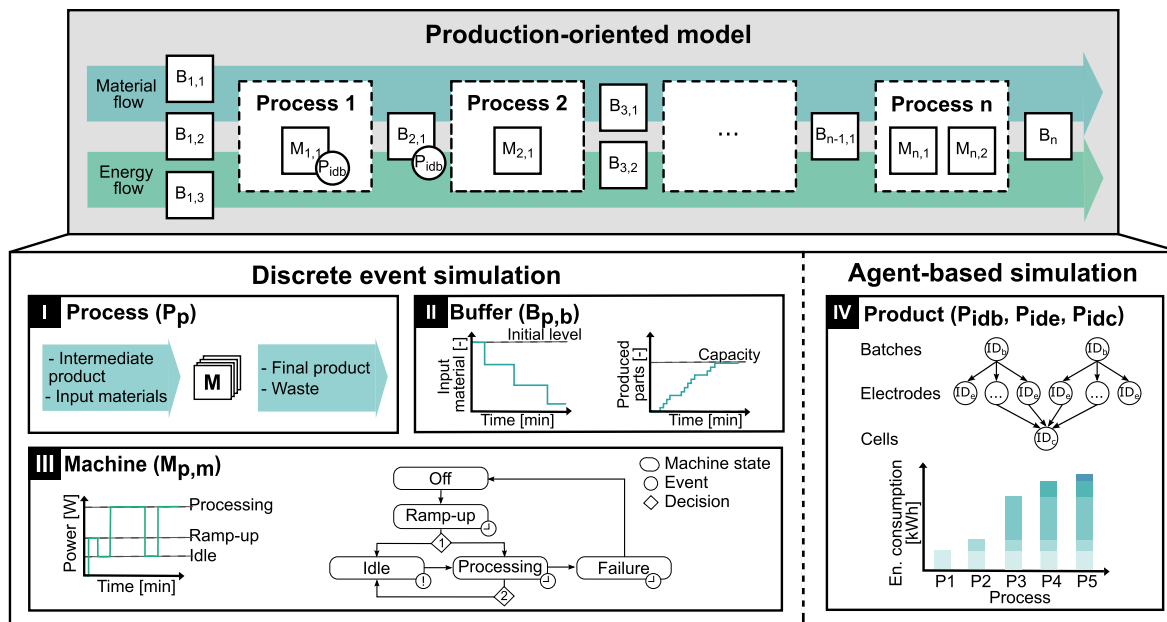 Production-oriented model
Material
flow
Energy
flow
B1,1
B1,2
B1,3
Process 1
M1,1
Pidb
B2,1
Pidb
Process 2
M2,1
B3,1
B3,2
...
Bn-1,1
Process n
Mn,1
Mn,2
Bn
Discrete event simulation
I
Process (Pp)
- Intermediate
product
- Input materials
M
- Final product
- Waste
II
Buffer (Bp,b)
Input
material [-]
Initial level
Time [min]
Produced
parts [-]
Capacity
Time [min]
III
Machine (Mp,m)
Power [W]
Processing
Ramp-up
Idle
Time [min]
Off
Ramp-up
1
Idle
!
Processing
2
Failure
Machine state
Event
Decision
Agent-based simulation
IV
Product (Pidb, Pide, Pidc)
Batches
IDb
IDb
Electrodes
IDe
...
IDe
IDe
...
IDe
Cells
IDc
En. consumption
[kWh]
P1
P2
P3
P4
P5
Process